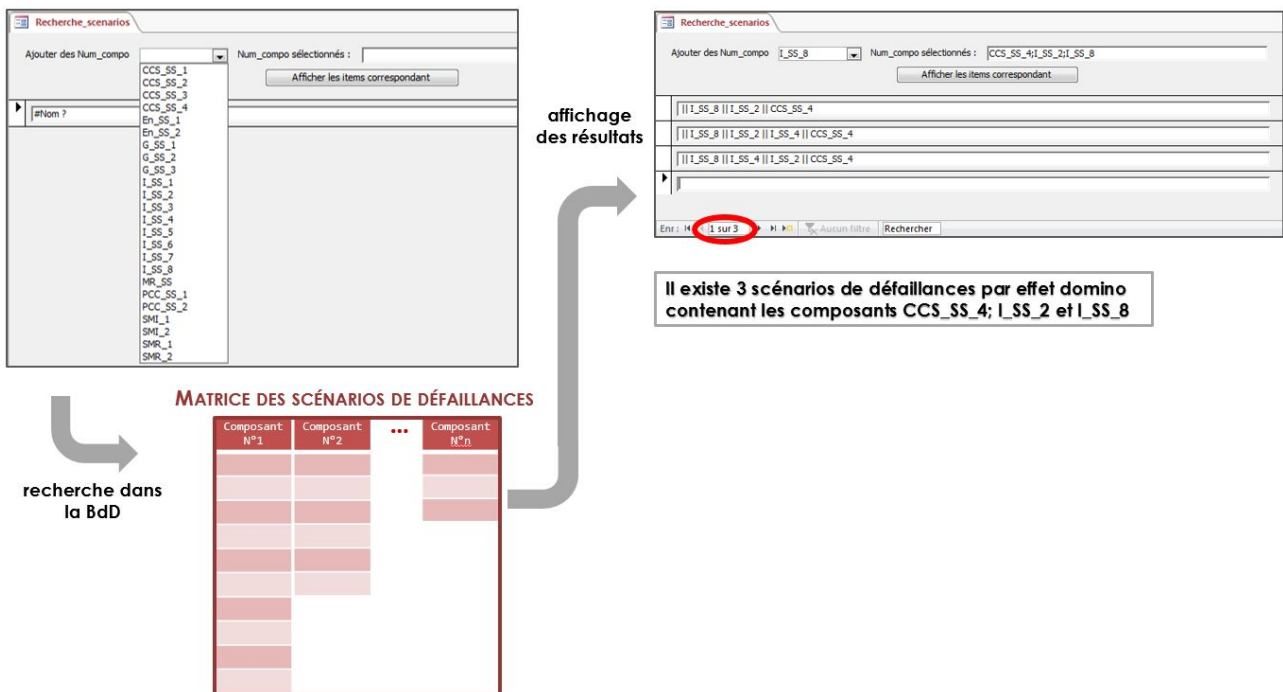 Recherche_scenarios
Ajouter des Num_compo
Num_compo sélectionnés :
Afficher les items correspondant
#Nom ?
CCS_SS_1
CCS_SS_2
CCS_SS_3
CCS_SS_4
En_SS_1
En_SS_2
G_SS_1
G_SS_2
G_SS_3
I_SS_1
I_SS_2
I_SS_3
I_SS_4
I_SS_5
I_SS_6
I_SS_7
I_SS_8
MR_SS
PCC_SS_1
PCC_SS_2
SMI_1
SMI_2
SMR_1
SMR_2
recherche dans
la BdD
MATRICE DES SCÉNARIOS DE DÉFAILLANCES
Composant N°1 Composant N°2 ... Composant N°n
affichage
des résultats
Recherche_scenarios
Ajouter des Num_compo I_SS_8 Num_compo sélectionnés : CCS_SS_4;I_SS_2;I_SS_8
Afficher les items correspondant
|| I_SS_8 || I_SS_2 || CCS_SS_4
|| I_SS_8 || I_SS_2 || I_SS_4 || CCS_SS_4
|| I_SS_8 || I_SS_4 || I_SS_2 || CCS_SS_4
Enr : 1 sur 3 Aucun filtre Rechercher
Il existe 3 scénarios de défaillances par effet domino
contenant les composants CCS_SS_4; I_SS_2 et I_SS_8